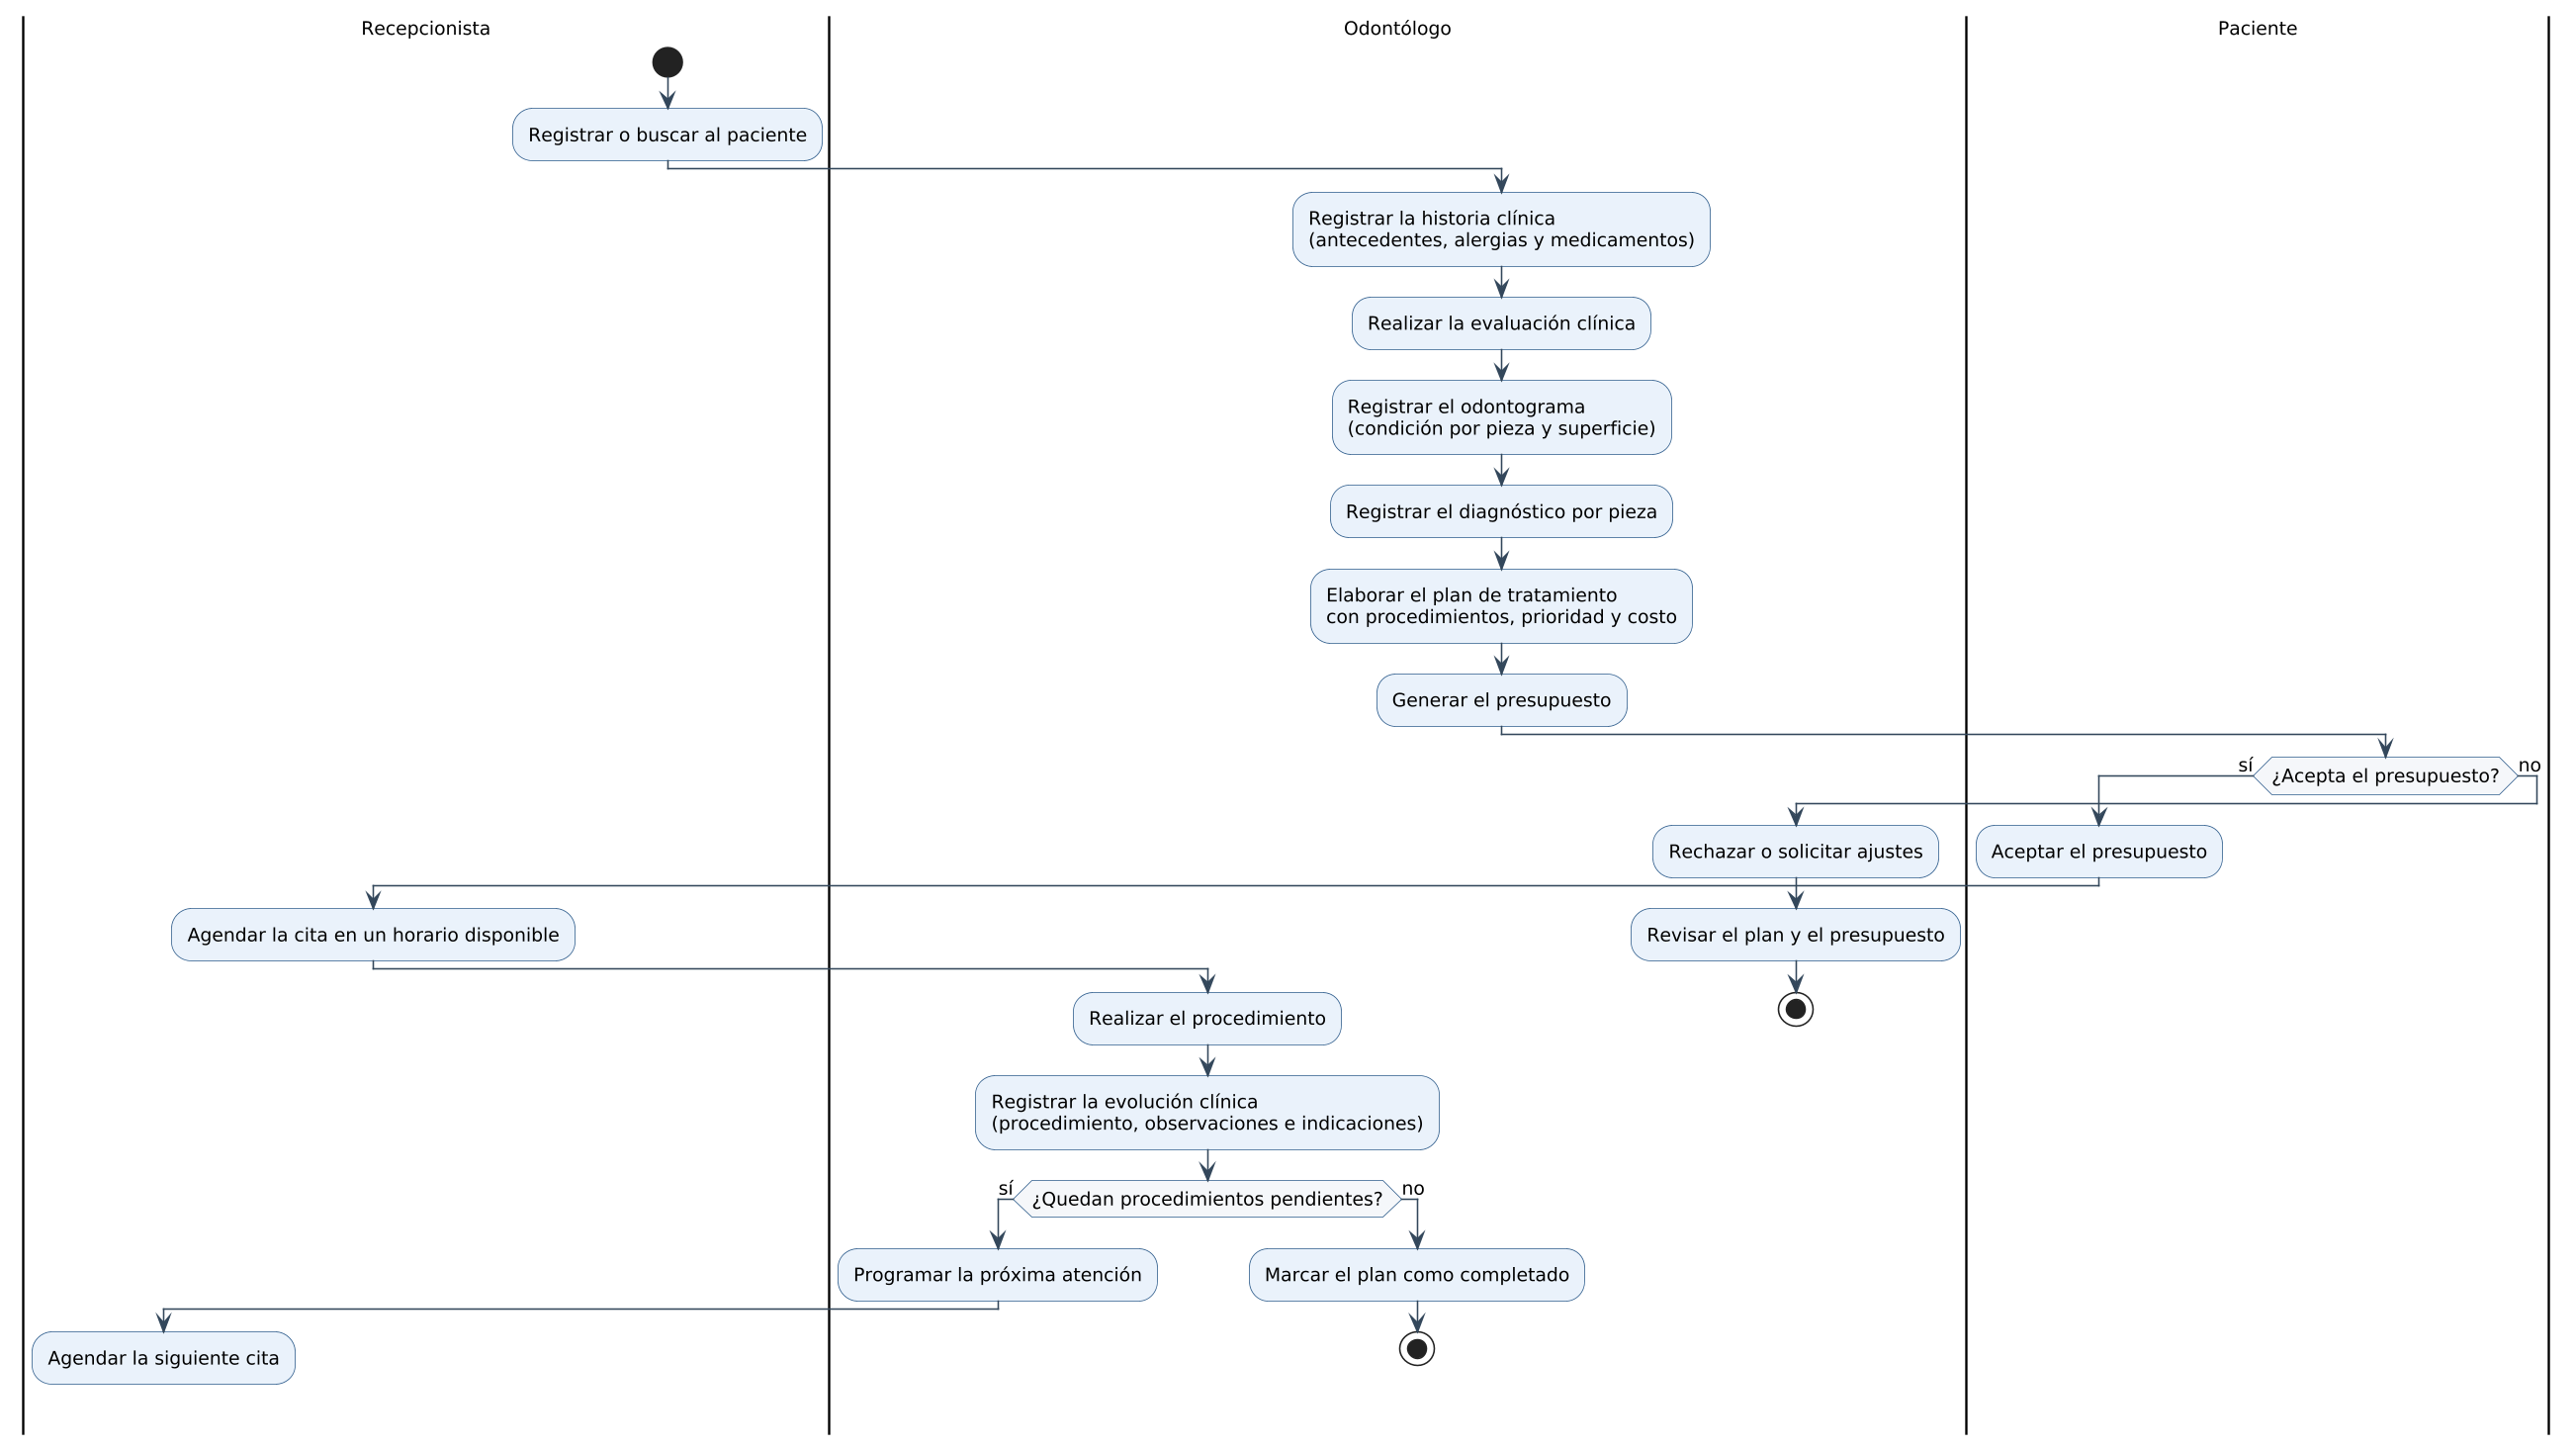 Recepcionista
Odontólogo
Paciente
Registrar o buscar al paciente
Registrar la historia clínica
(antecedentes, alergias y medicamentos)
Realizar la evaluación clínica
Registrar el odontograma
(condición por pieza y superficie)
Registrar el diagnóstico por pieza
Elaborar el plan de tratamiento
con procedimientos, prioridad y costo
Generar el presupuesto
sí
¿Acepta el presupuesto?
no
Rechazar o solicitar ajustes
Aceptar el presupuesto
Agendar la cita en un horario disponible
Revisar el plan y el presupuesto
Realizar el procedimiento
Registrar la evolución clínica
(procedimiento, observaciones e indicaciones)
sí
¿Quedan procedimientos pendientes?
no
Programar la próxima atención
Marcar el plan como completado
Agendar la siguiente cita